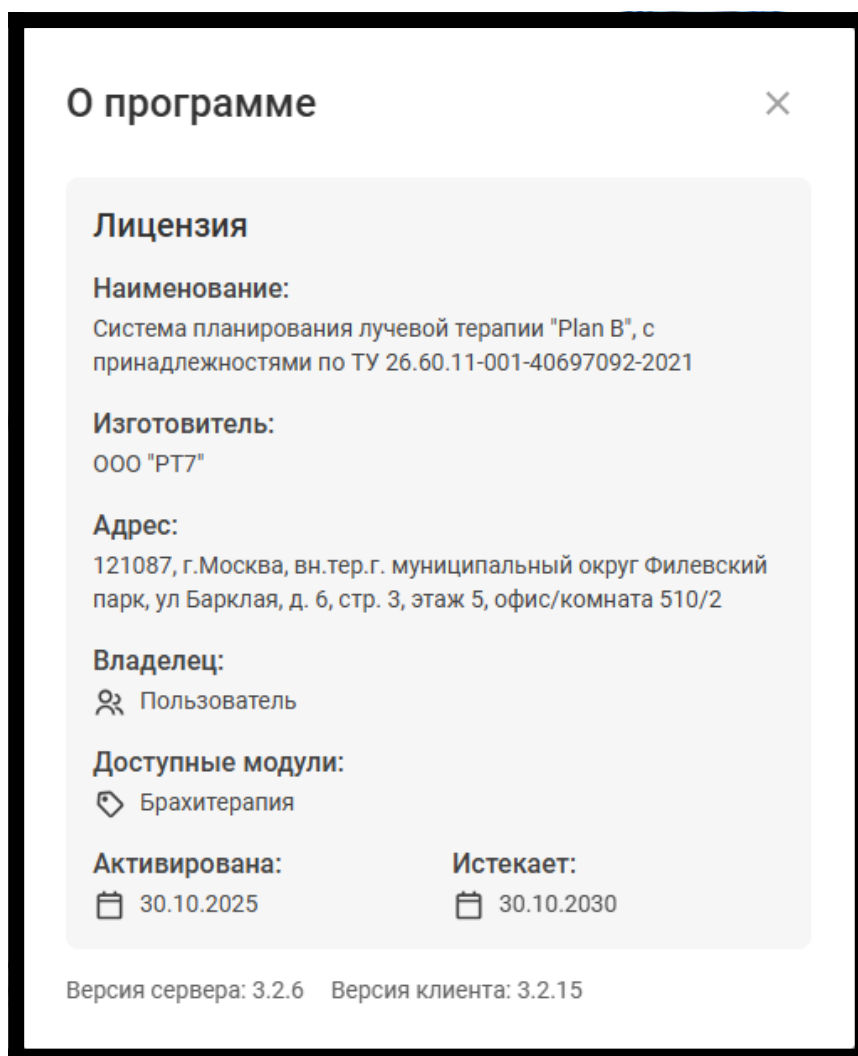 О программе
Лицензия
Наименование:
Система планирования лучевой терапии "Plan B", с
принадлежностями по ТУ 26.60.11-001-40697092-2021
Изготовитель:
ООО "РТ7"
Адрес:
121087, г.Москва, вн.тер.г. муниципальный округ Филевский
парк, ул Барклая, д. 6, стр. 3, этаж 5, офис/комната 510/2
Владелец:
Пользователь
Доступные модули:
Брахитерапия
Активирована: Истекает:
30.10.2025 30.10.2030
Версия сервера: 3.2.6 Версия клиента: 3.2.15